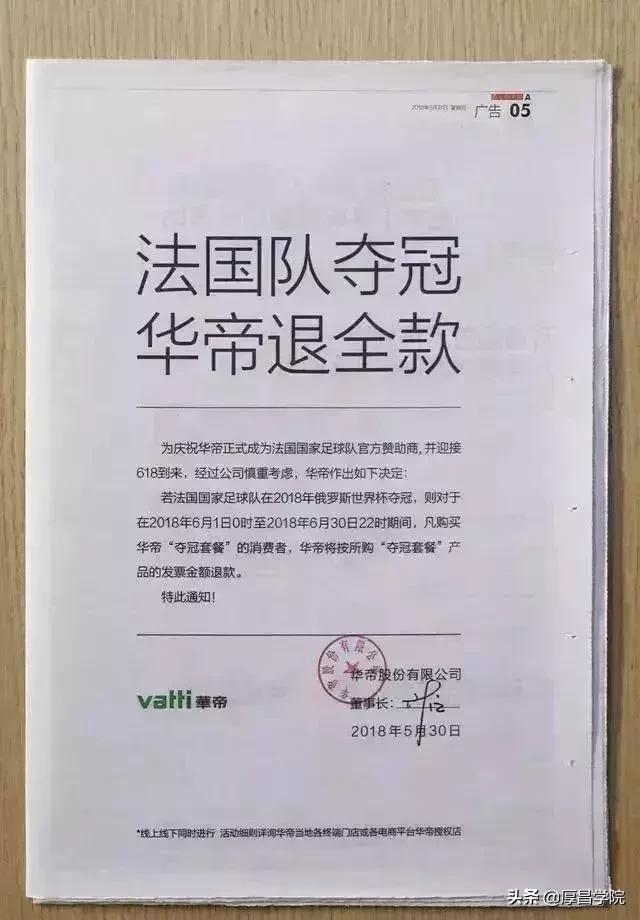 A
2018年5月31日 星期四 广告 05
法国队夺冠
华帝退全款
为庆祝华帝正式成为法国国家足球队官方赞助商,并迎接
618到来，经过公司慎重考虑，华帝作出如下决定：
若法国国家足球队在2018年俄罗斯世界杯夺冠，则对于
在2018年6月1日0时至2018年6月30日22时期间，凡购买
华帝“夺冠套餐”的消费者，华帝将按所购“夺冠套餐”产
品的发票金额退款。
特此通知！
华帝股份有限公司
华帝股份有限公司
vatti 華帝
董事长：
2018年5月30日
*线上线下同时进行 活动细则详询华帝当地各终端门店或各电商平台华帝授权店
头条 @厚昌学院